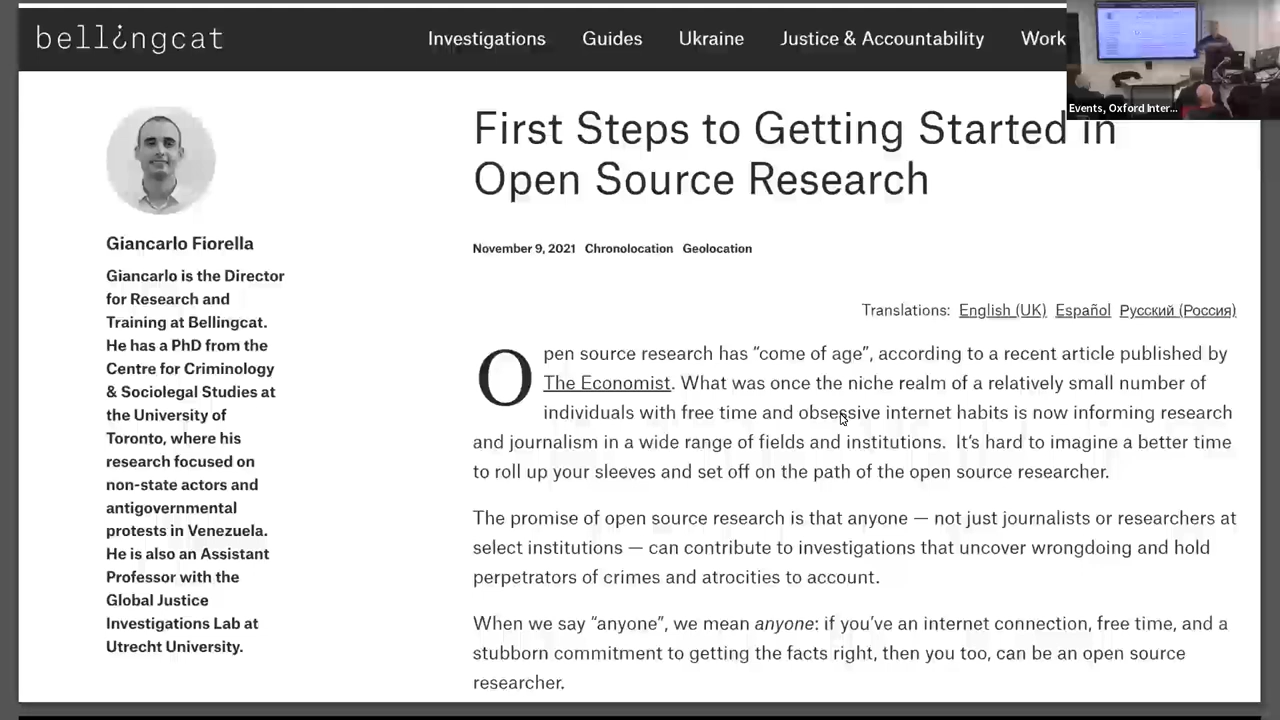 bell¿ngcat
Investigations
Guides
Ukraine
Justice & Accountability
Work
Events, Oxford Inter...
Giancarlo Fiorella
Giancarlo is the Director
for Research and
Training at Bellingcat.
He has a PhD from the
Centre for Criminology
& Sociolegal Studies at
the University of
Toronto, where his
research focused on
non-state actors and
antigovernmental
protests in Venezuela.
He is also an Assistant
Professor with the
Global Justice
Investigations Lab at
Utrecht University.
First Steps to Getting Started in
Open Source Research
November 9, 2021 Chronolocation Geolocation
Translations: English (UK) Español Русский (Россия)
Open source research has “come of age”, according to a recent article published by
The Economist. What was once the niche realm of a relatively small number of
individuals with free time and obsessive internet habits is now informing research
and journalism in a wide range of fields and institutions. It’s hard to imagine a better time
to roll up your sleeves and set off on the path of the open source researcher.
The promise of open source research is that anyone — not just journalists or researchers at
select institutions — can contribute to investigations that uncover wrongdoing and hold
perpetrators of crimes and atrocities to account.
When we say “anyone”, we mean anyone: if you’ve an internet connection, free time, and a
stubborn commitment to getting the facts right, then you too, can be an open source
researcher.